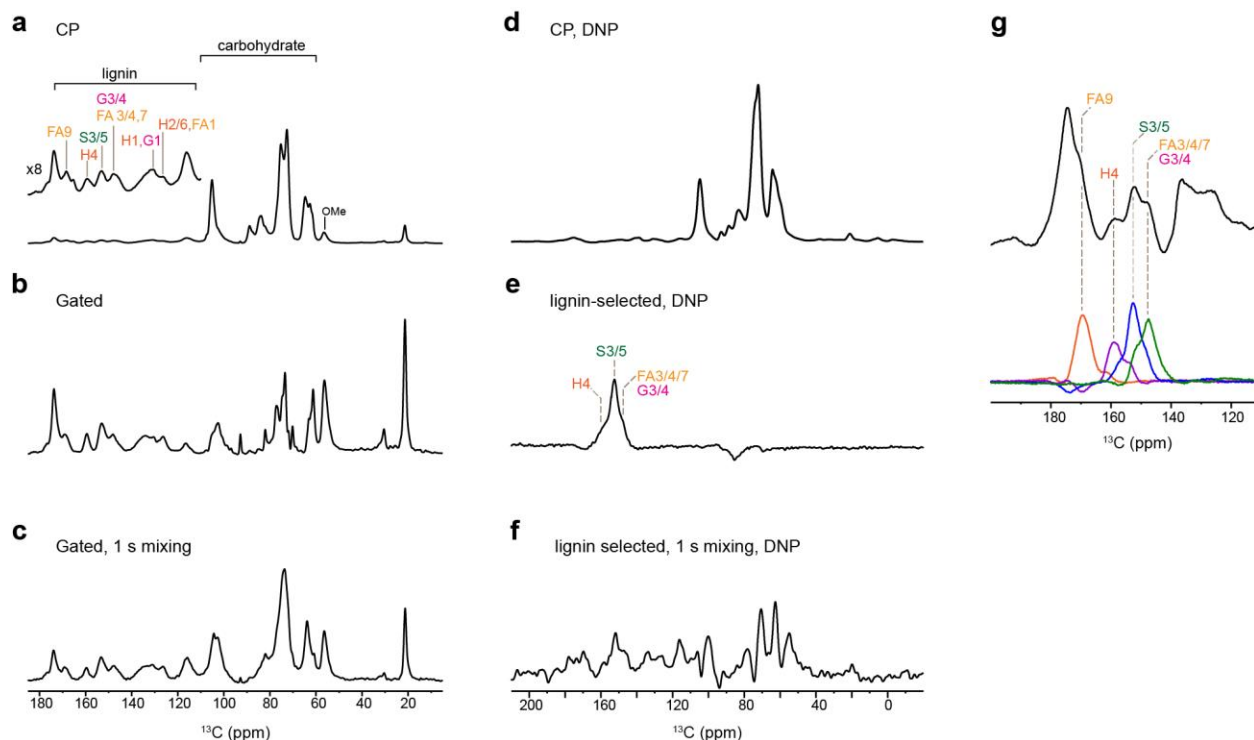 a
CP
carbohydrate
lignin
G3/4
FA 3/4,7
H2/6,FA1
FA9
S3/5
H1,G1
H4
x8
OMe
b
Gated
c
Gated, 1 s mixing
180 160 140 120 100 80 60 40 20
13C (ppm)
d
CP, DNP
e
lignin-selected, DNP
S3/5
H4
FA3/4/7
G3/4
f
lignin selected, 1 s mixing, DNP
200 160 120 80 40 0
¹³C (ppm)
g
FA9
S3/5
FA3/4/7
G3/4
H4
180 160 140 120
¹³C (ppm)